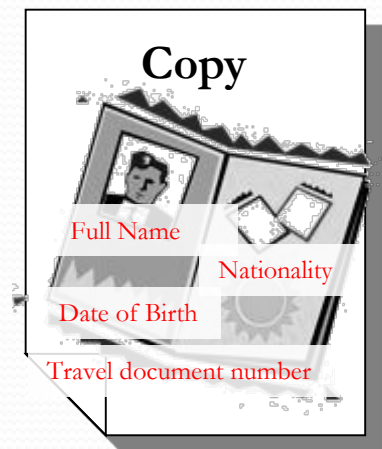 Copy
Full Name
Nationality
Date of Birth
Travel document number